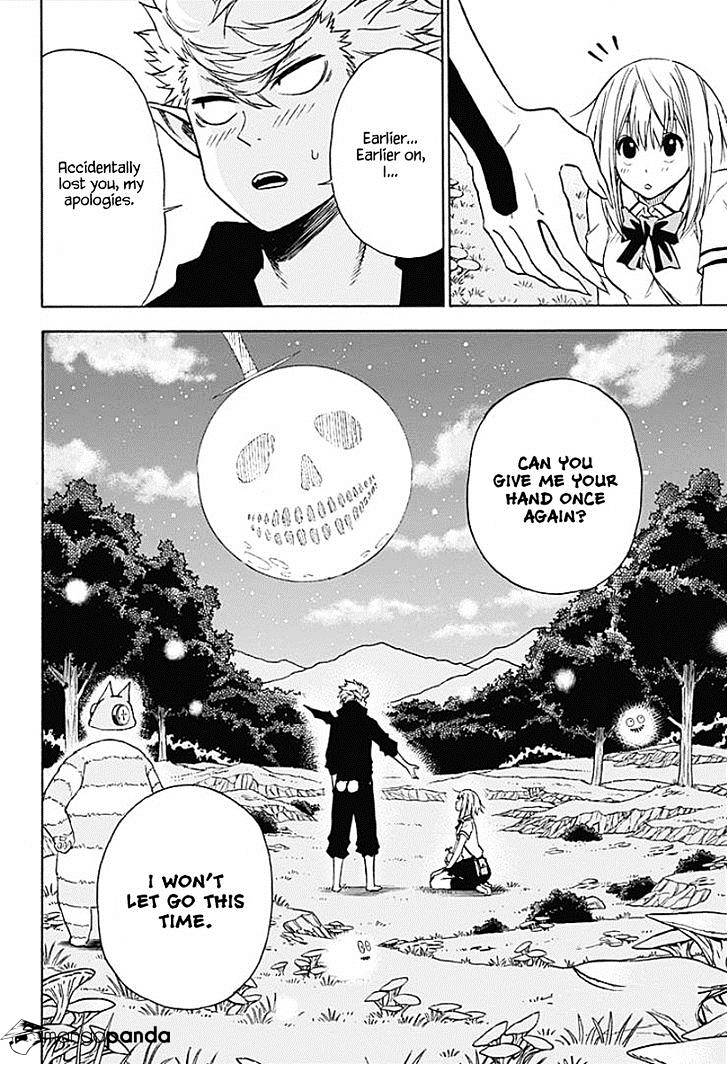 Earlier...
Earlier on,
I...
Accidentally
lost you, my
apologies.
CAN YOU
GIVE ME YOUR
HAND ONCE
AGAIN?
I WON'T
LET GO THIS
TIME.
mangapanda